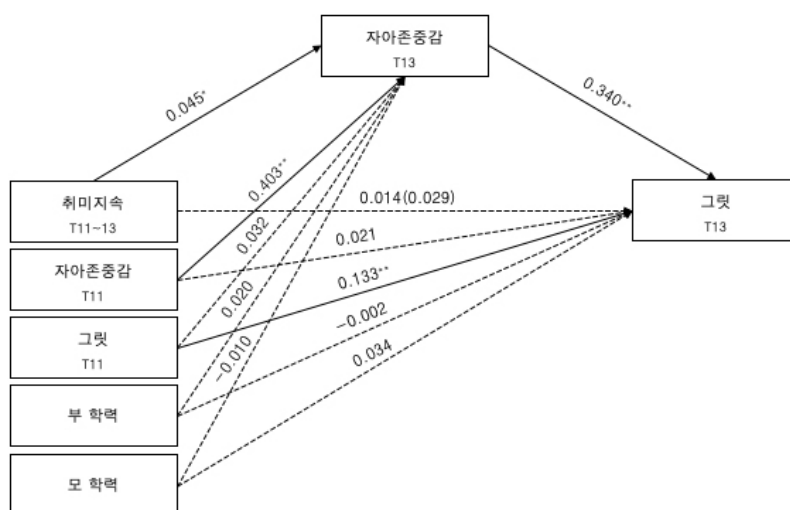 자아존중감
T13
0.045*
0.340**
0.403**
취미지속
T11~13
0.014(0.029)
그릿
T13
0.032
0.021
자아존중감
T11
0.133**
0.020
-0.002
그릿
T11
-0.010
0.034
부 학력
모 학력